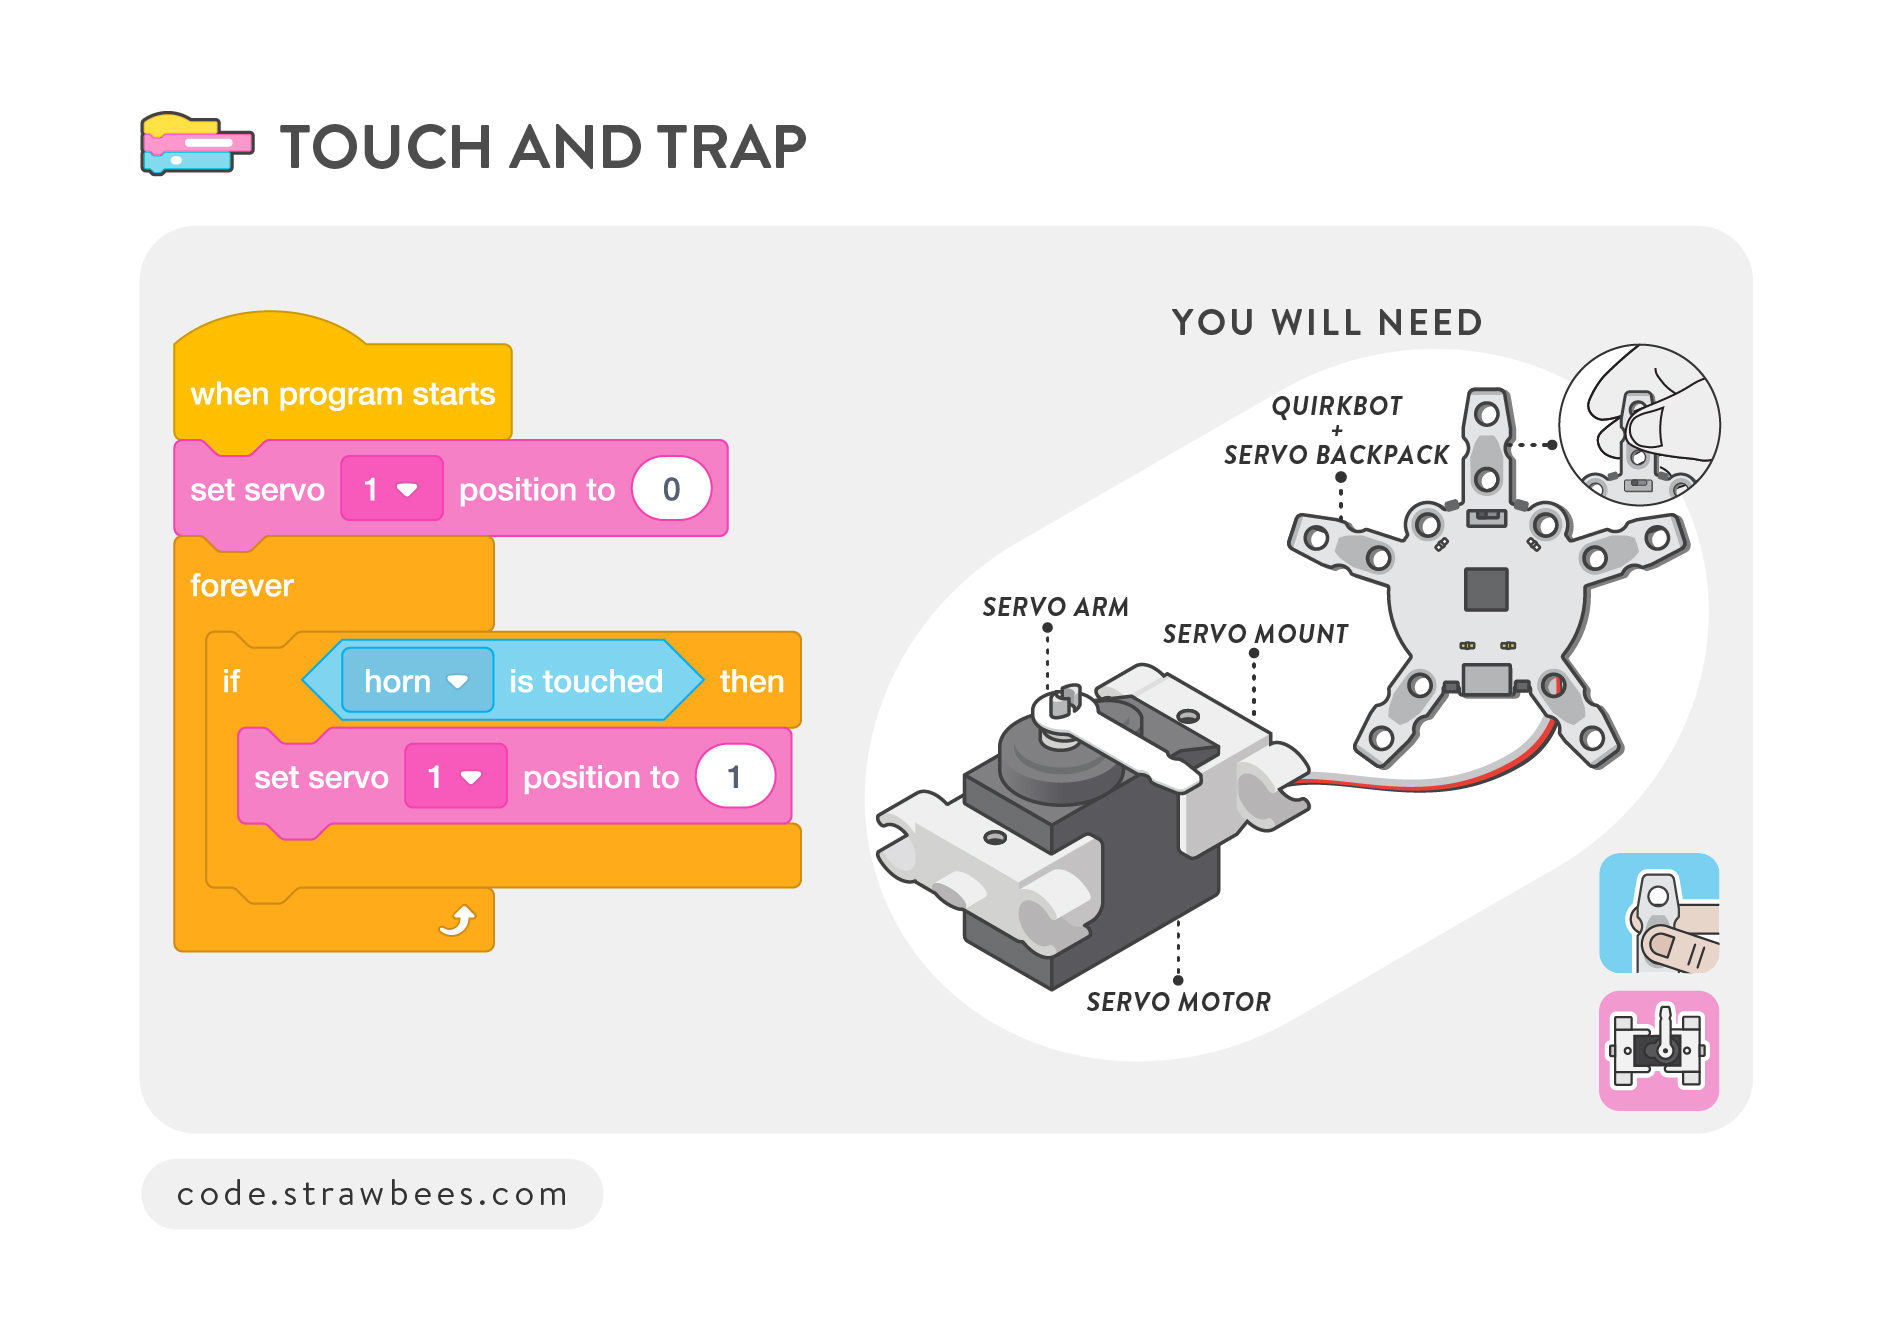 TOUCH AND TRAP
when program starts
set servo 1 position to 0
forever
if horn is touched then
set servo 1 position to 1
YOU WILL NEED
QUIRKBOT
+
SERVO BACKPACK
SERVO ARM
SERVO MOUNT
SERVO MOTOR
code.strawbees.com